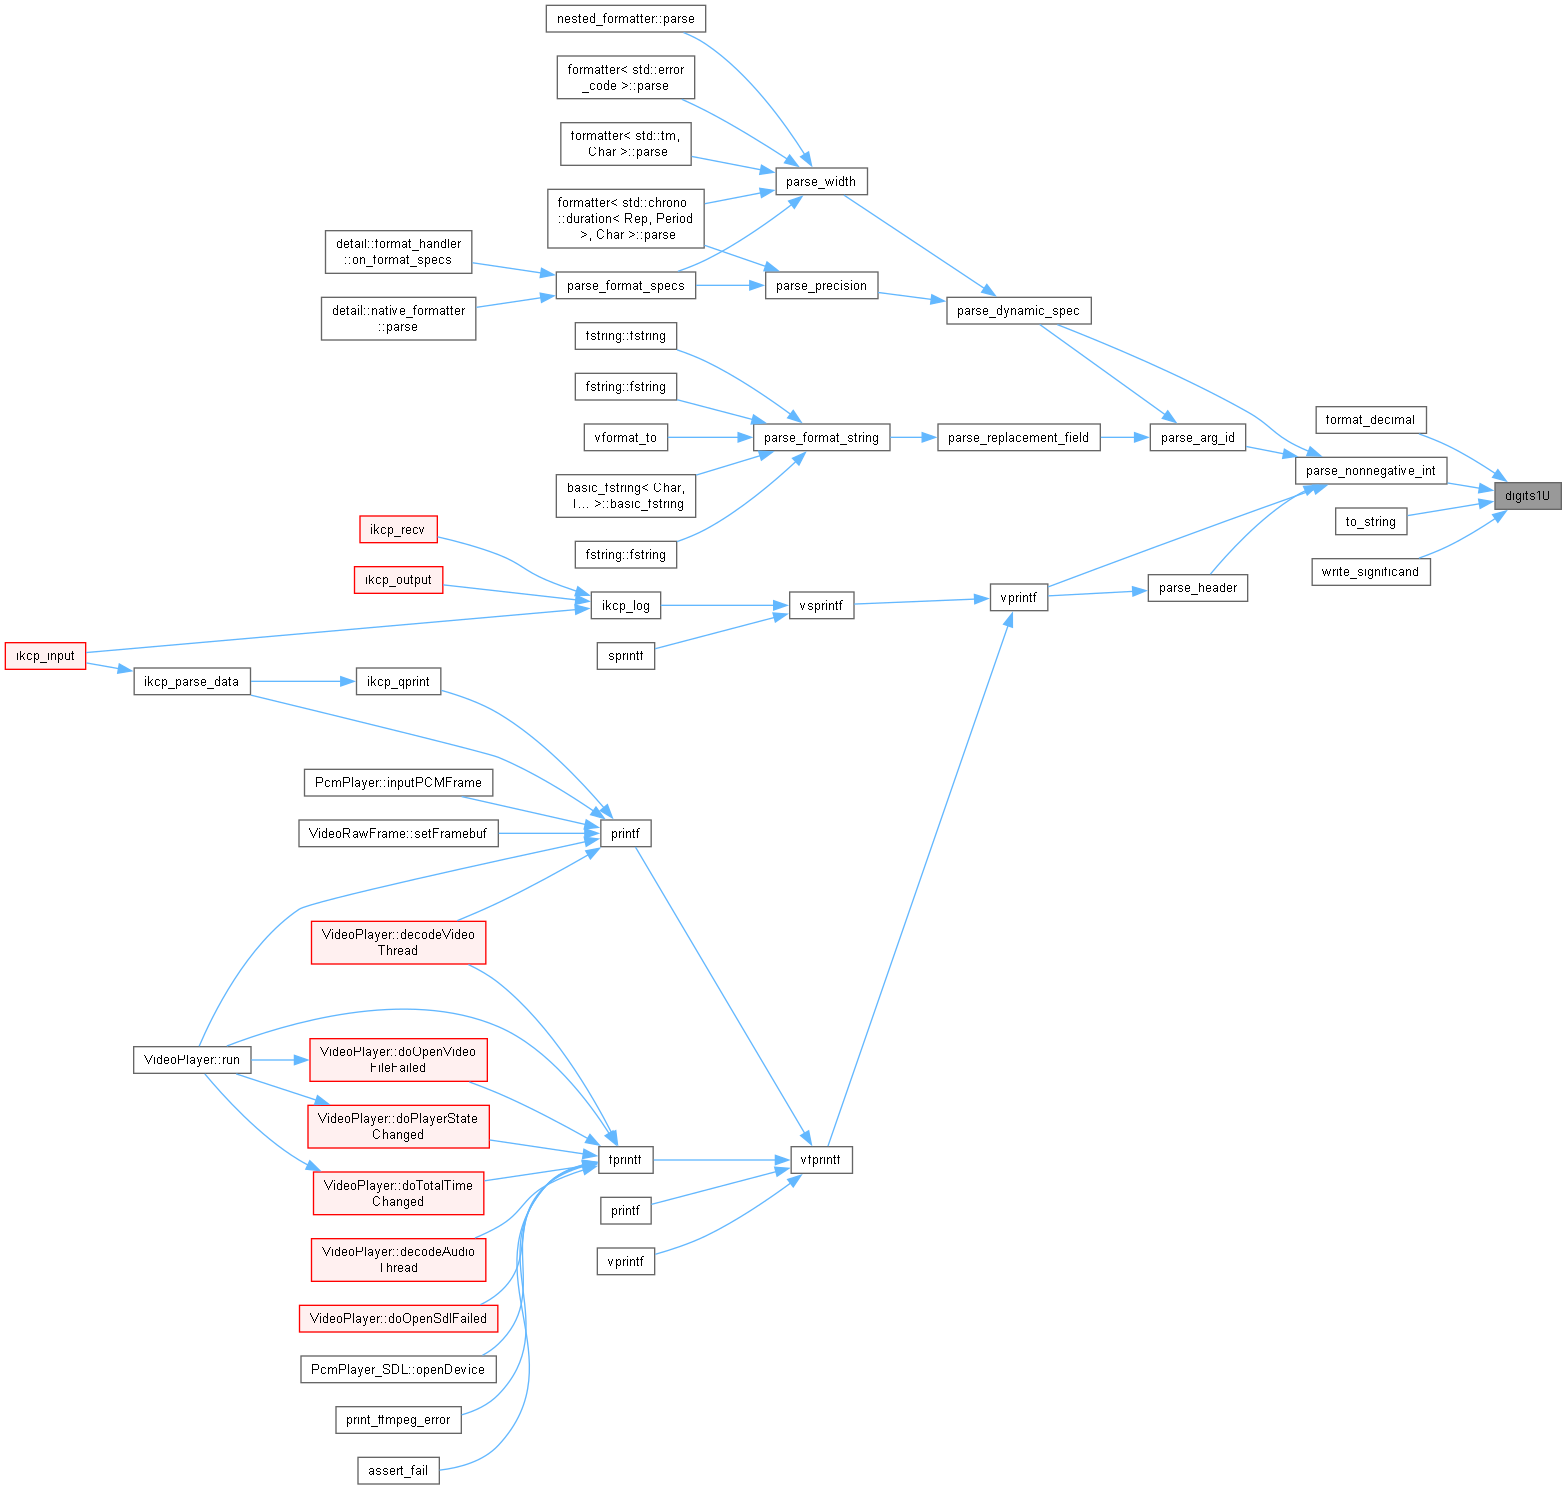 nested_formatter::parse
formatter< std::error
_code >::parse
formatter< std::tm,
Char >::parse
parse_width
formatter< std::chrono
::duration< Rep, Period
>, Char >::parse
detail::format_handler
::on_format_specs
parse_format_specs
parse_precision
detail::native_formatter
::parse
parse_dynamic_spec
fstring::fstring
fstring::fstring
vformat_to
parse_format_string
parse_replacement_field
parse_arg_id
format_decimal
parse_nonnegative_int
digits10
basic_fstring< Char,
T... >::basic_fstring
to_string
ikcp_recv
fstring::fstring
write_significand
ikcp_output
parse_header
ikcp_log
vsprintf
vprintf
ikcp_input
sprintf
ikcp_parse_data
ikcp_qprint
PcmPlayer::inputPCMFrame
VideoRawFrame::setFramebuf
printf
VideoPlayer::decodeVideo
Thread
VideoPlayer::run
VideoPlayer::doOpenVideo
FileFailed
VideoPlayer::doPlayerState
Changed
fprintf
vfprintf
VideoPlayer::doTotalTime
Changed
printf
VideoPlayer::decodeAudio
Thread
vprintf
VideoPlayer::doOpenSdlFailed
PcmPlayer_SDL::openDevice
print_ffmpeg_error
assert_fail